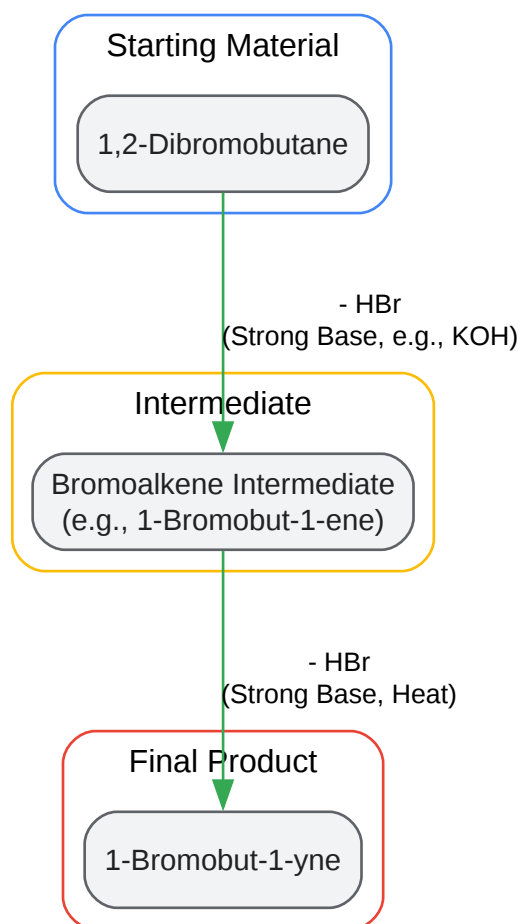 Starting Material
1,2-Dibromobutane
- HBr
(Strong Base, e.g., KOH)
Intermediate
Bromoalkene Intermediate
(e.g., 1-Bromobut-1-ene)
- HBr
(Strong Base, Heat)
Final Product
1-Bromobut-1-yne